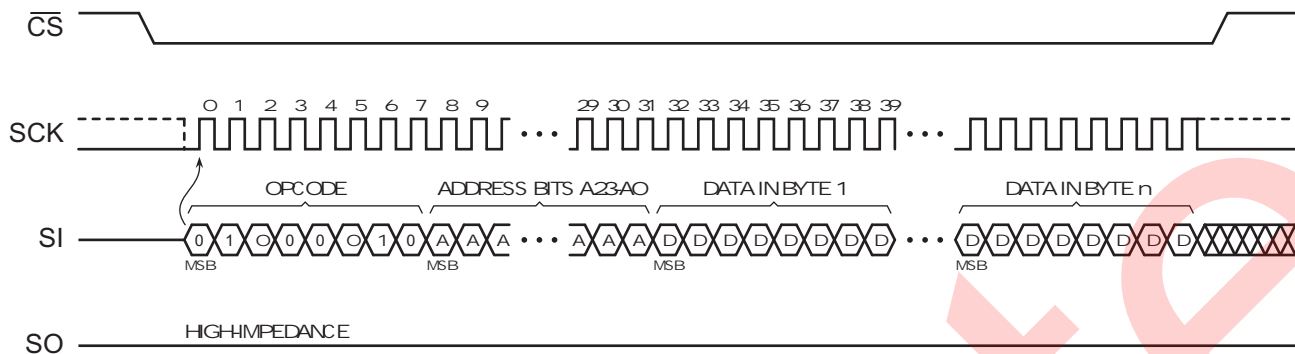 CS
SCK
0 1 2 3 4 5 6 7 8 9 29 30 31 32 33 34 35 36 37 38 39
OPCODE ADDRESS BITS A23-A0 DATA IN BYTE 1 DATA IN BYTE n
SI
0 1 0 0 0 0 1 0 A A A ••• A A A D D D D D D D D ••• D D D D D D D D
MSB MSB MSB MSB
SO
HIGH-IMPEDANCE